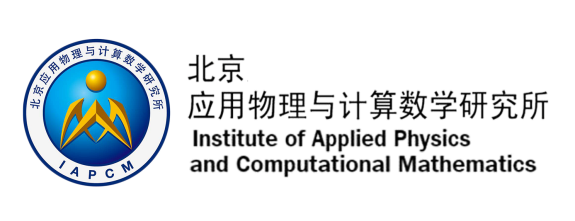 北京应用物理与计算数学研究所
IAPCM
北京
应用物理与计算数学研究所
Institute of Applied Physics
and Computational Mathematics